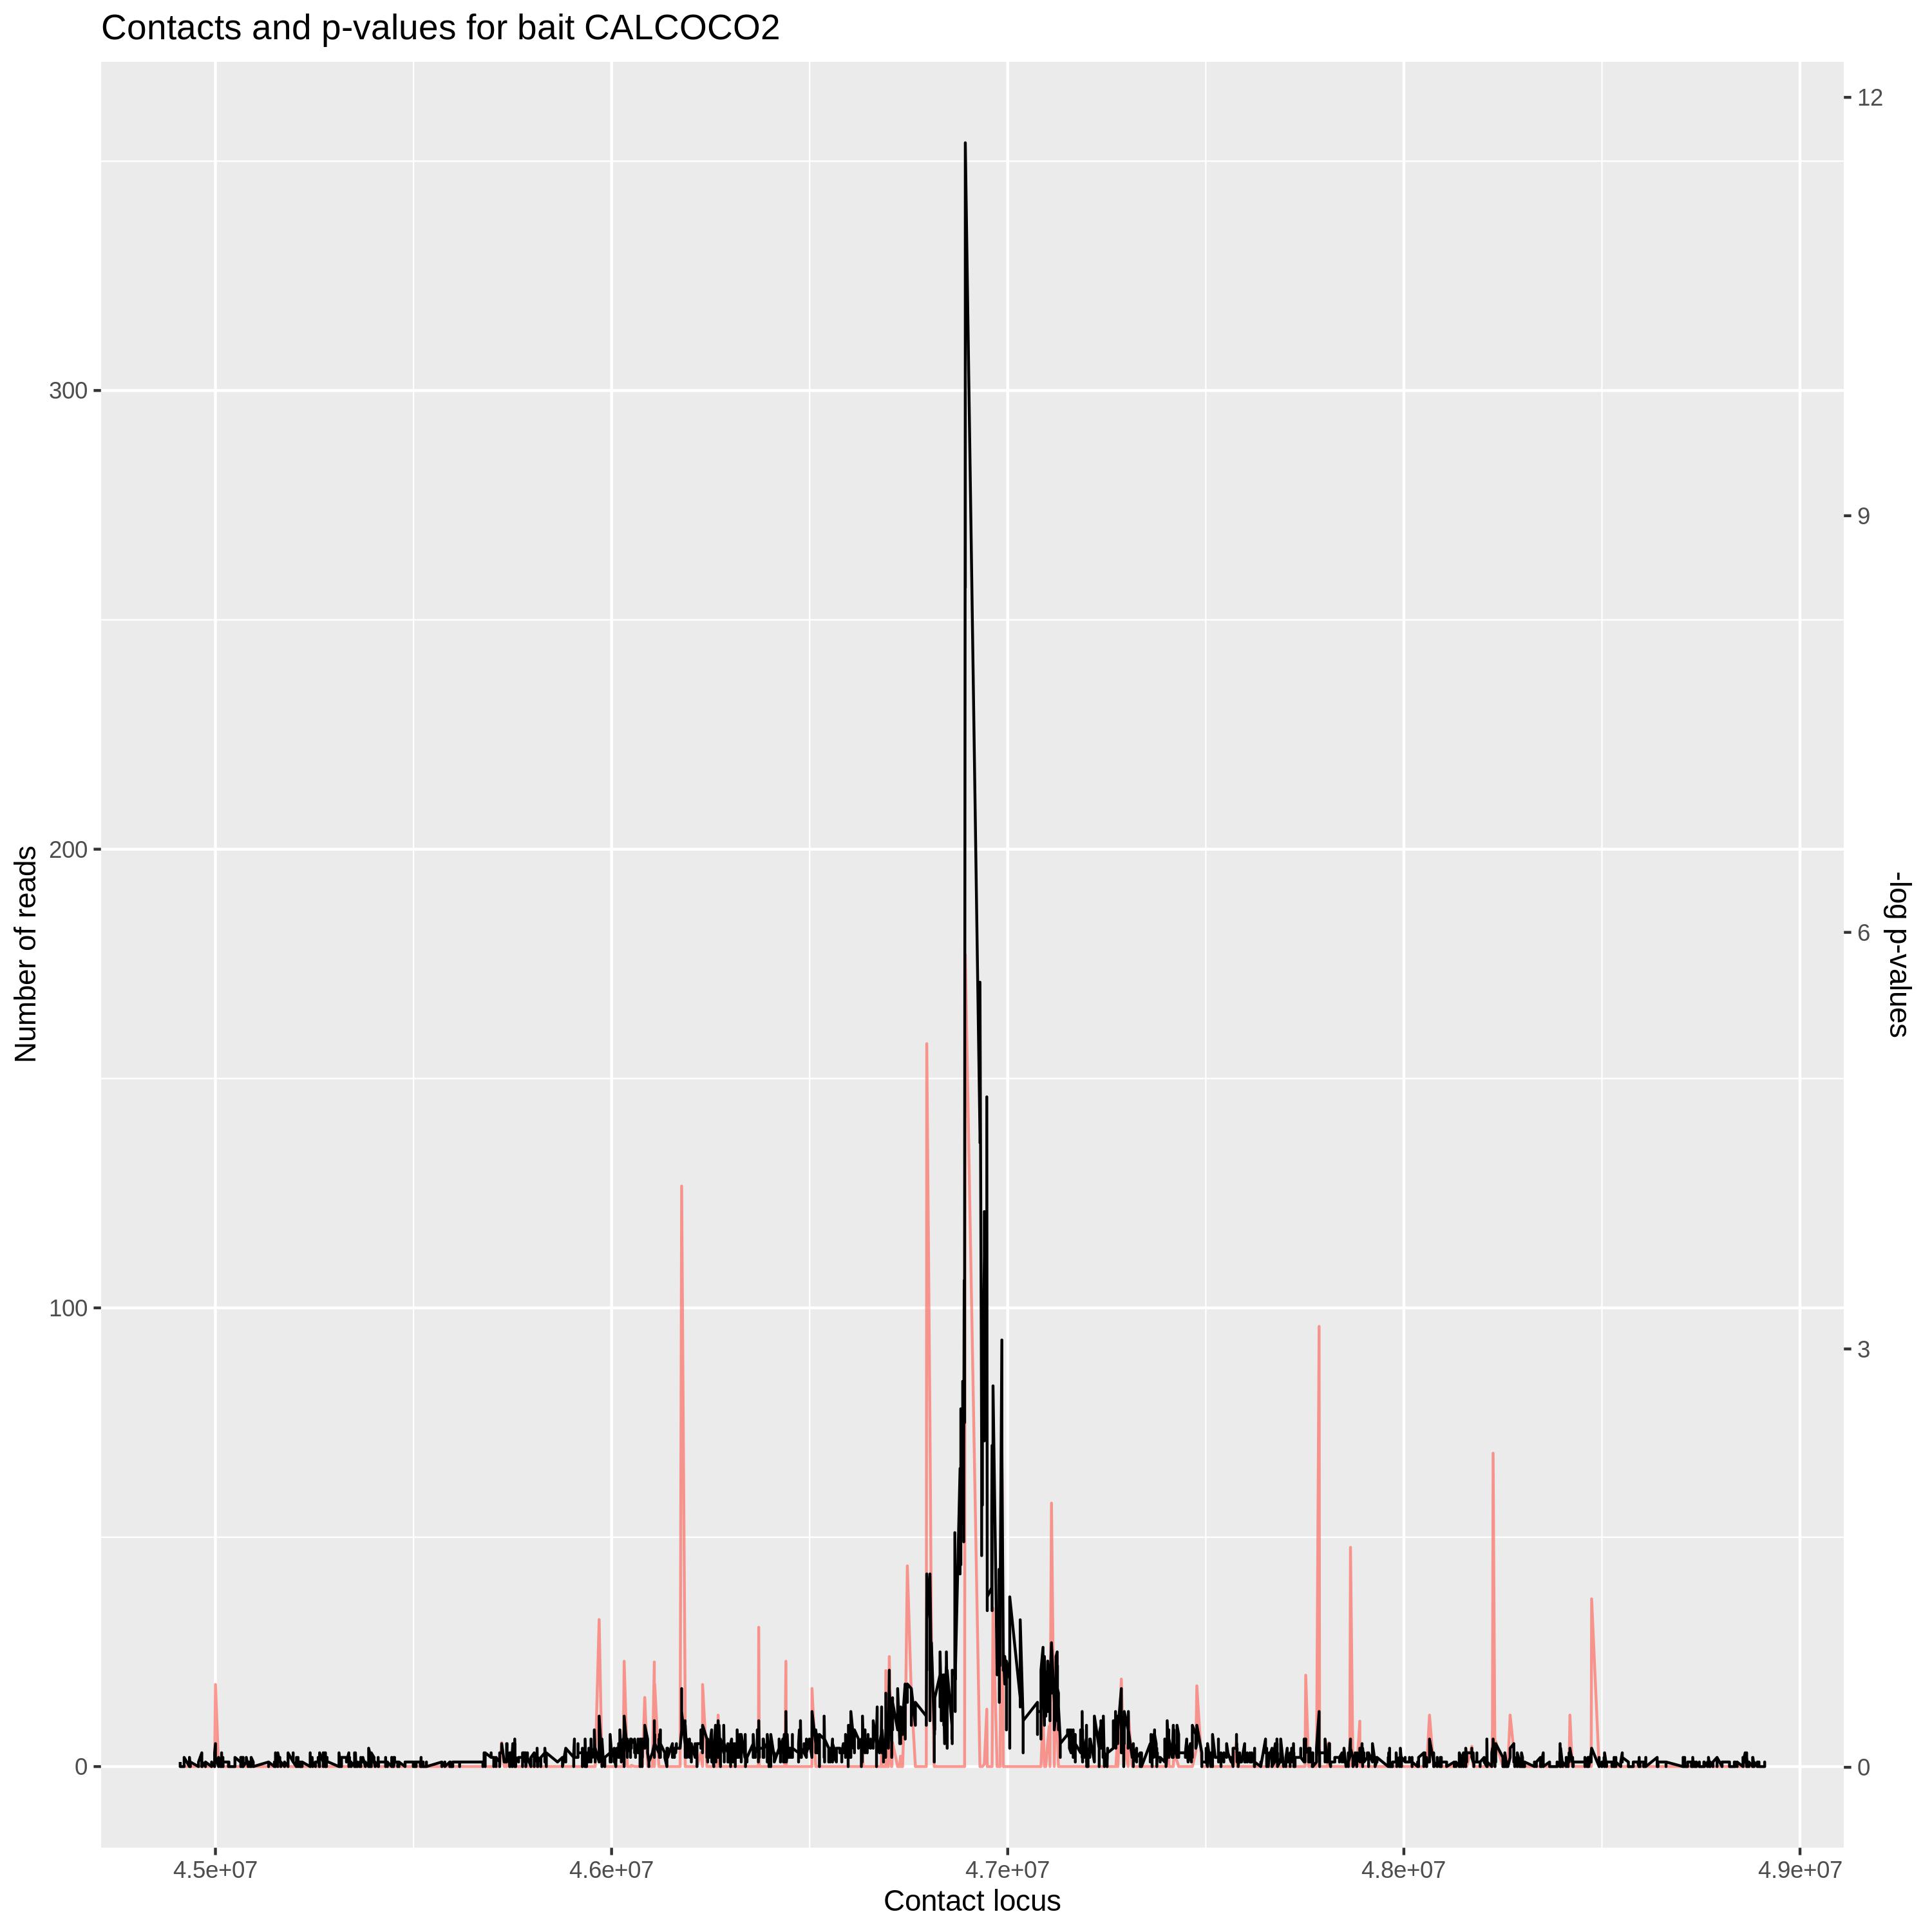 Contacts and p-values for bait CALCOCO2
Number of reads
300
200
100
0
12
9
6
3
0
-log p-values
4.5e+07
4.6e+07
4.7e+07
4.8e+07
4.9e+07
Contact locus